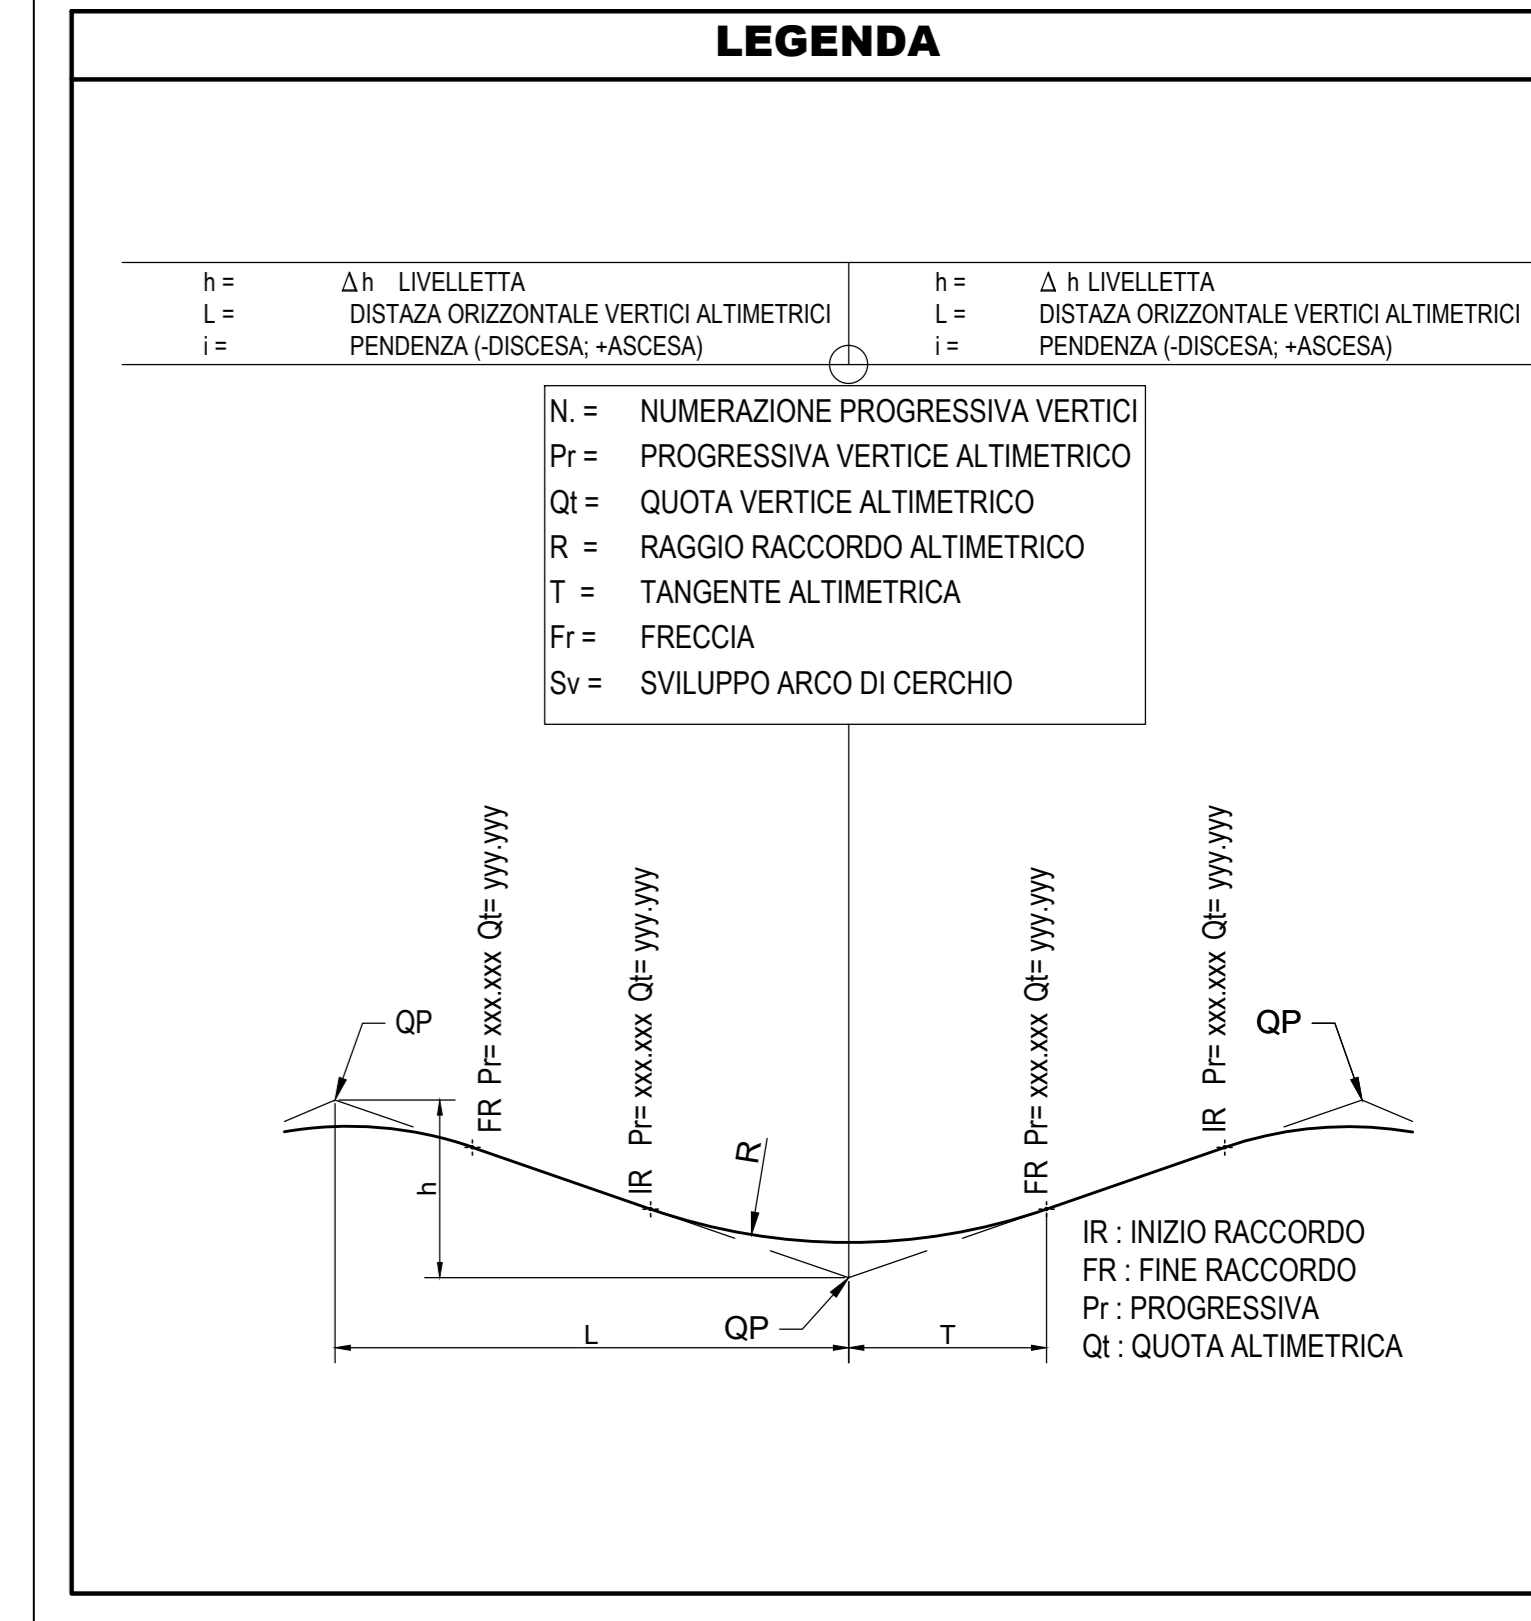 LEGENDA
h = Δ h LIVELLETTA
L = DISTAZA ORIZZONTALE VERTICI ALTIMETRICI
i = PENDENZA (-DISCESA; +ASCESA)
h = Δ h LIVELLETTA
L = DISTAZA ORIZZONTALE VERTICI ALTIMETRICI
i = PENDENZA (-DISCESA; +ASCESA)
N. = NUMERAZIONE PROGRESSIVA VERTICI
Pr = PROGRESSIVA VERTICE ALTIMETRICO
Qt = QUOTA VERTICE ALTIMETRICO
R = RAGGIO RACCORDO ALTIMETRICO
T = TANGENTE ALTIMETRICA
Fr = FRECCIA
Sv = SVILUPPO ARCO DI CERCHIO
QP
FR Pr= xxx.xxx Qt= yyy.yyy
IR Pr= xxx.xxx Qt= yyy.yyy
FR Pr= xxx.xxx Qt= yyy.yyy
IR Pr= xxx.xxx Qt= yyy.yyy
QP
h
R
IR : INIZIO RACCORDO
FR : FINE RACCORDO
Pr : PROGRESSIVA
Qt : QUOTA ALTIMETRICA
L
QP
T